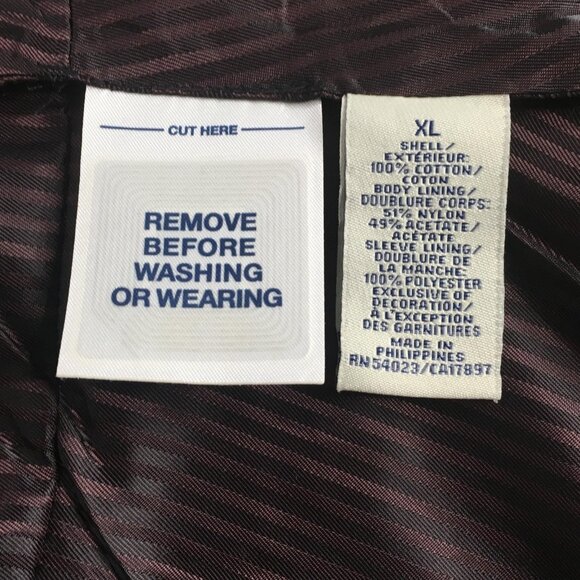 CUT HERE
REMOVE
BEFORE
WASHING
OR WEARING
XL
SHELL/
EXTÉRIEUR:
100% COTTON/
COTON
BODY LINING/
DOUBLURE CORPS:
51% NYLON
49% ACETATE/
ACÉTATE
SLEEVE LINING/
DOUBLURE DE
LA MANCHE:
100% POLYESTER
EXCLUSIVE OF
DECORATION/
À L'EXCEPTION
DES GARNITURES
MADE IN
PHILIPPINES
RN54023/CA17897